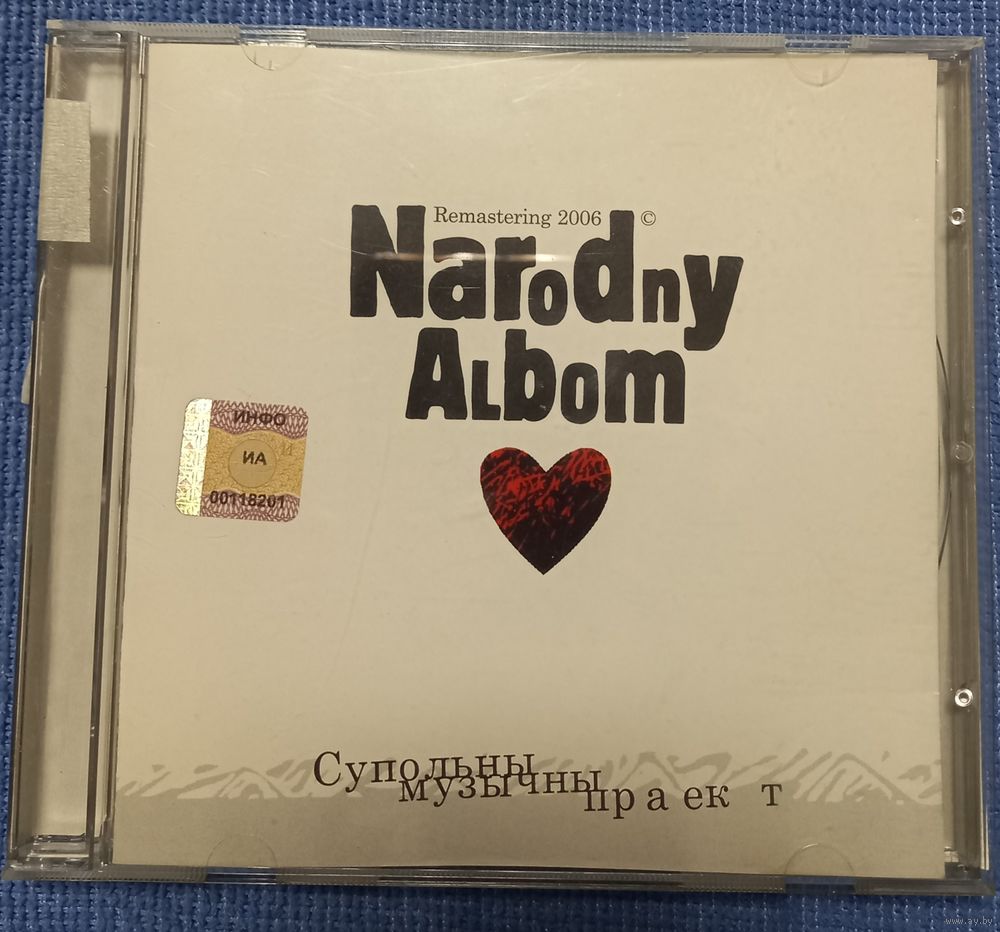 Remastering 2006 ©
Narodny
Albom
ИНФО
И
ИА
00118201
Супольны
музычны
праект
www.ay.by